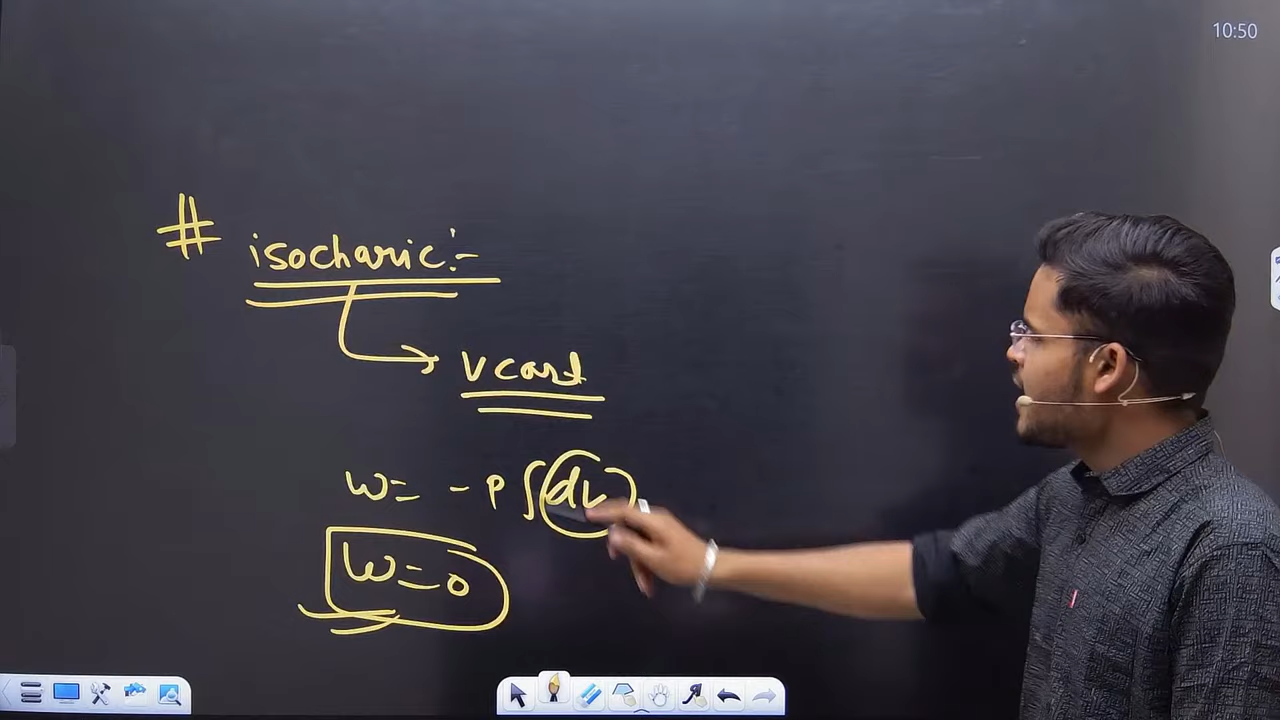 10:50
# isocharic:-
V const
W= -P∫dv
W=0